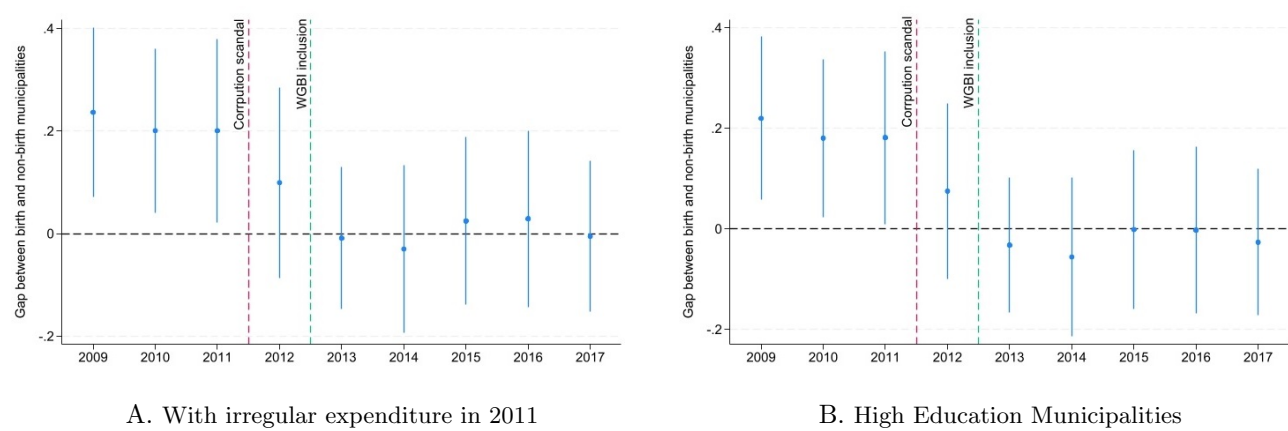 Gap between birth and non-birth municipalities
.4
.2
0
-.2
Corrpution scandal
WGBI inclusion
2009 2010 2011 2012 2013 2014 2015 2016 2017
A. With irregular expenditure in 2011
Gap between birth and non-birth municipalities
.4
.2
0
-.2
Corruption scandal
WGBI inclusion
2009 2010 2011 2012 2013 2014 2015 2016 2017
B. High Education Municipalities